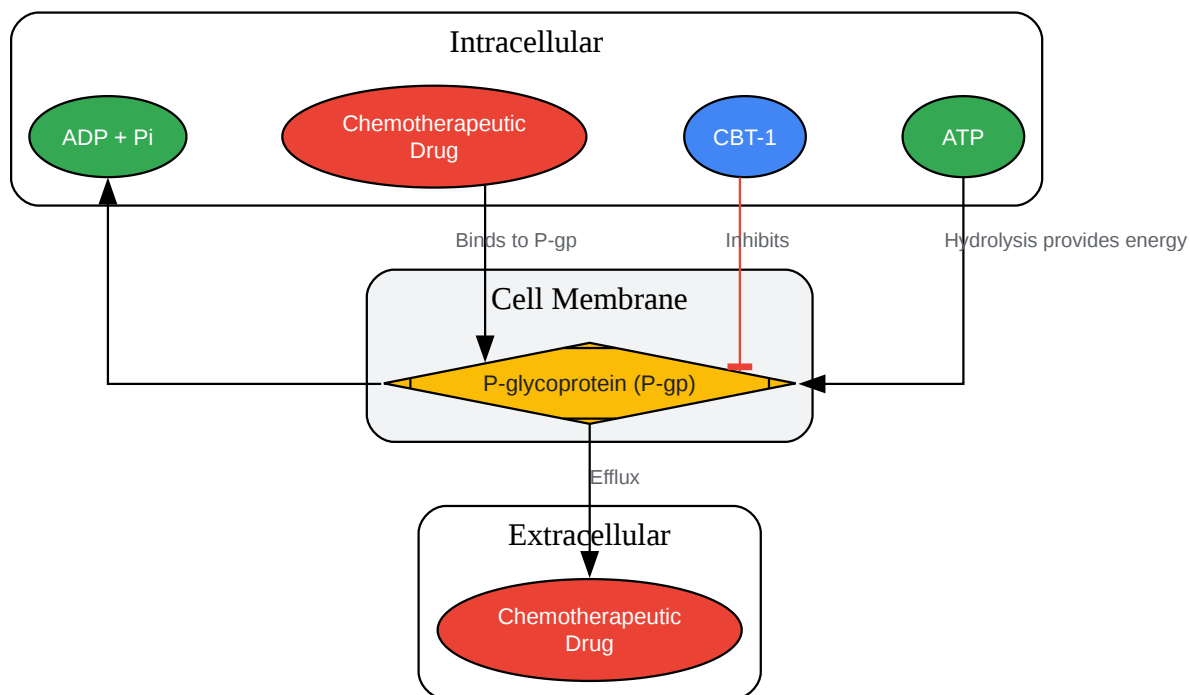 Intracellular
ADP + Pi
Chemotherapeutic
Drug
CBT-1
ATP
Binds to P-gp
Inhibits
Hydrolysis provides energy
Cell Membrane
P-glycoprotein (P-gp)
Efflux
Extracellular
Chemotherapeutic
Drug